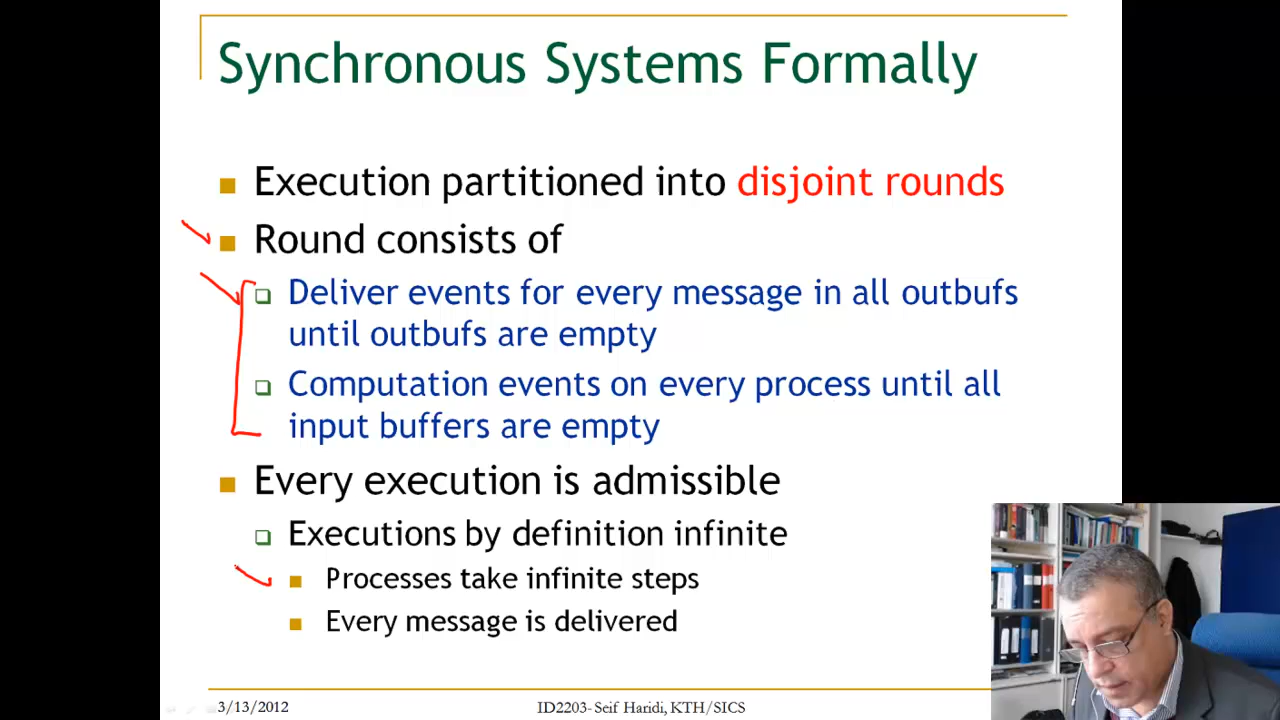 Synchronous Systems Formally
Execution partitioned into disjoint rounds
Round consists of
Deliver events for every message in all outbufs
until outbufs are empty
Computation events on every process until all
input buffers are empty
Every execution is admissible
Executions by definition infinite
Processes take infinite steps
Every message is delivered
3/13/2012
ID2203- Seif Haridi, KTH/SICS